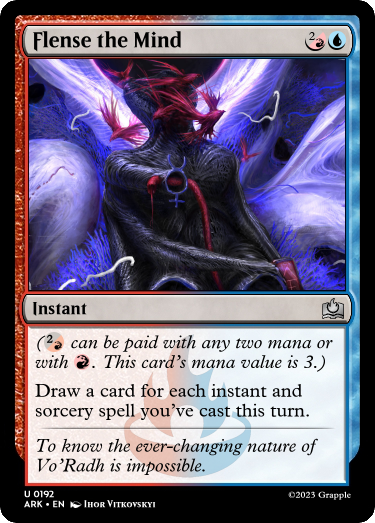 Flense the Mind 2
Instant
(2 can be paid with any two mana or
with . This card's mana value is 3.)
Draw a card for each instant and
sorcery spell you've cast this turn.
To know the ever-changing nature of
Vo'Radh is impossible.
U 0192
ARK • EN Ihor Vitkovskyi ©2023 Grapple